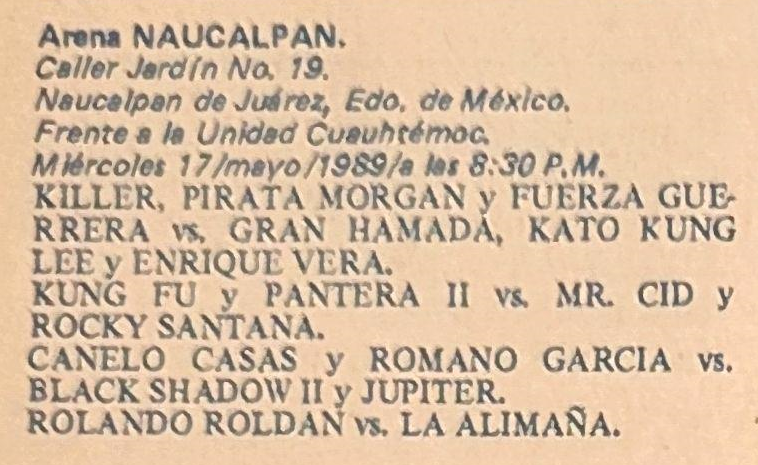 Arena NAUCALPAN.
Caller Jardín No. 19.
Naucalpan de Juárez, Edo. de México.
Frente a la Unidad Cuauhtémoc.
Miércoles 17/mayo/1989/a las 8:30 P.M.
KILLER, PIRATA MORGAN y FUERZA GUE-
RRERA vs. GRAN HAMADA, KATO KUNG
LEE y ENRIQUE VERA.
KUNG FU y PANTERA II vs. MR. CID y
ROCKY SANTANA.
CANELO CASAS y ROMANO GARCIA vs.
BLACK SHADOW II y JUPITER.
ROLANDO ROLDAN vs. LA ALIMAÑA.